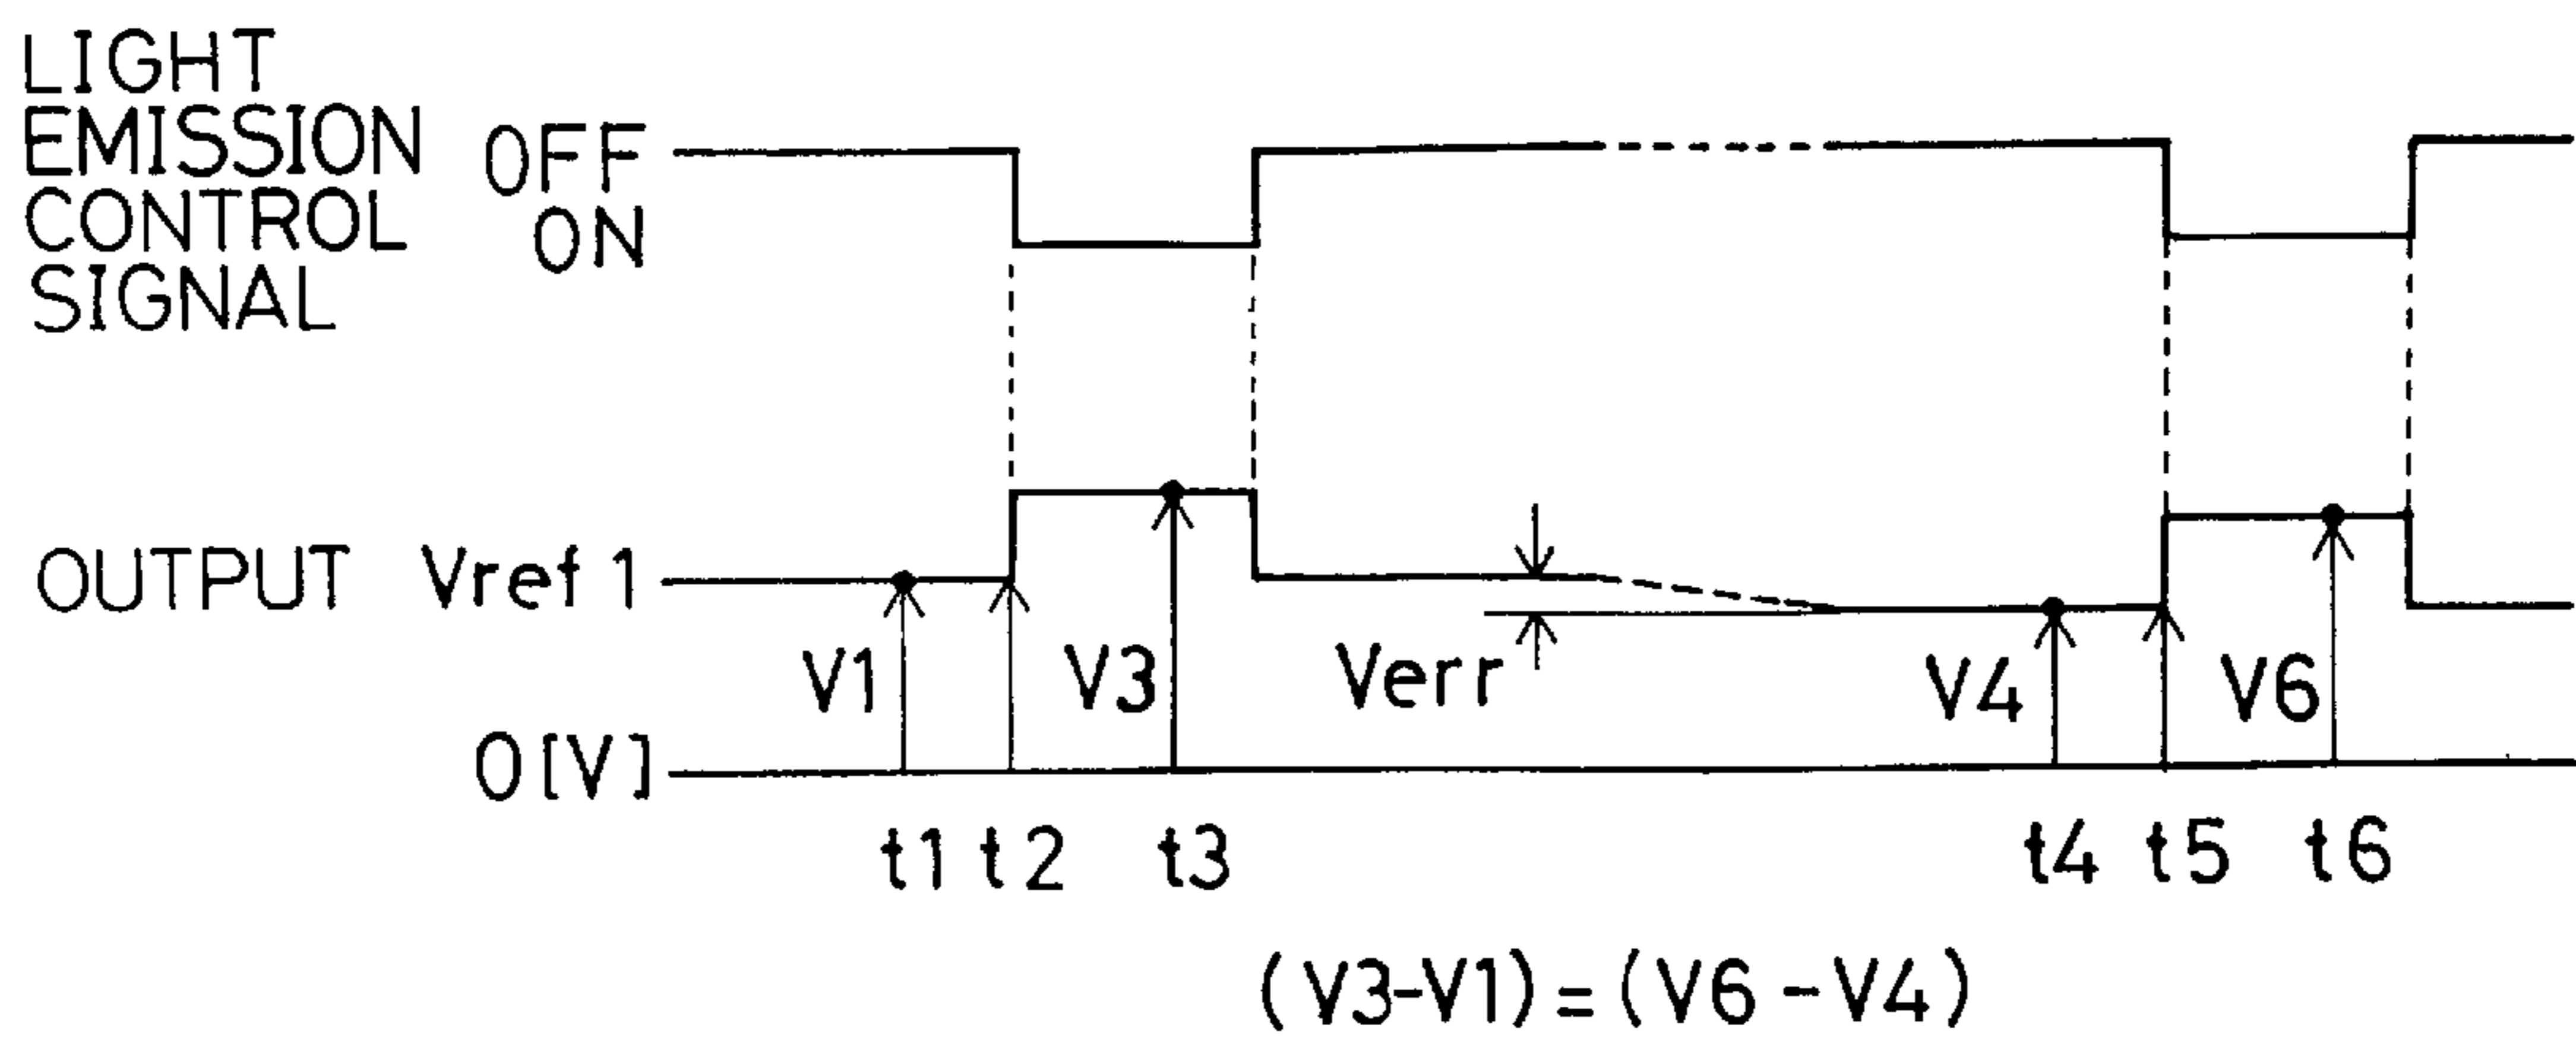 LIGHT
EMISSION
CONTROL
SIGNAL
OFF
ON
OUTPUT Vref 1
V1
V3
Verr
V4
V6
0[V]
t1 t2 t3 t4 t5 t6
(V3-V1)=(V6-V4)